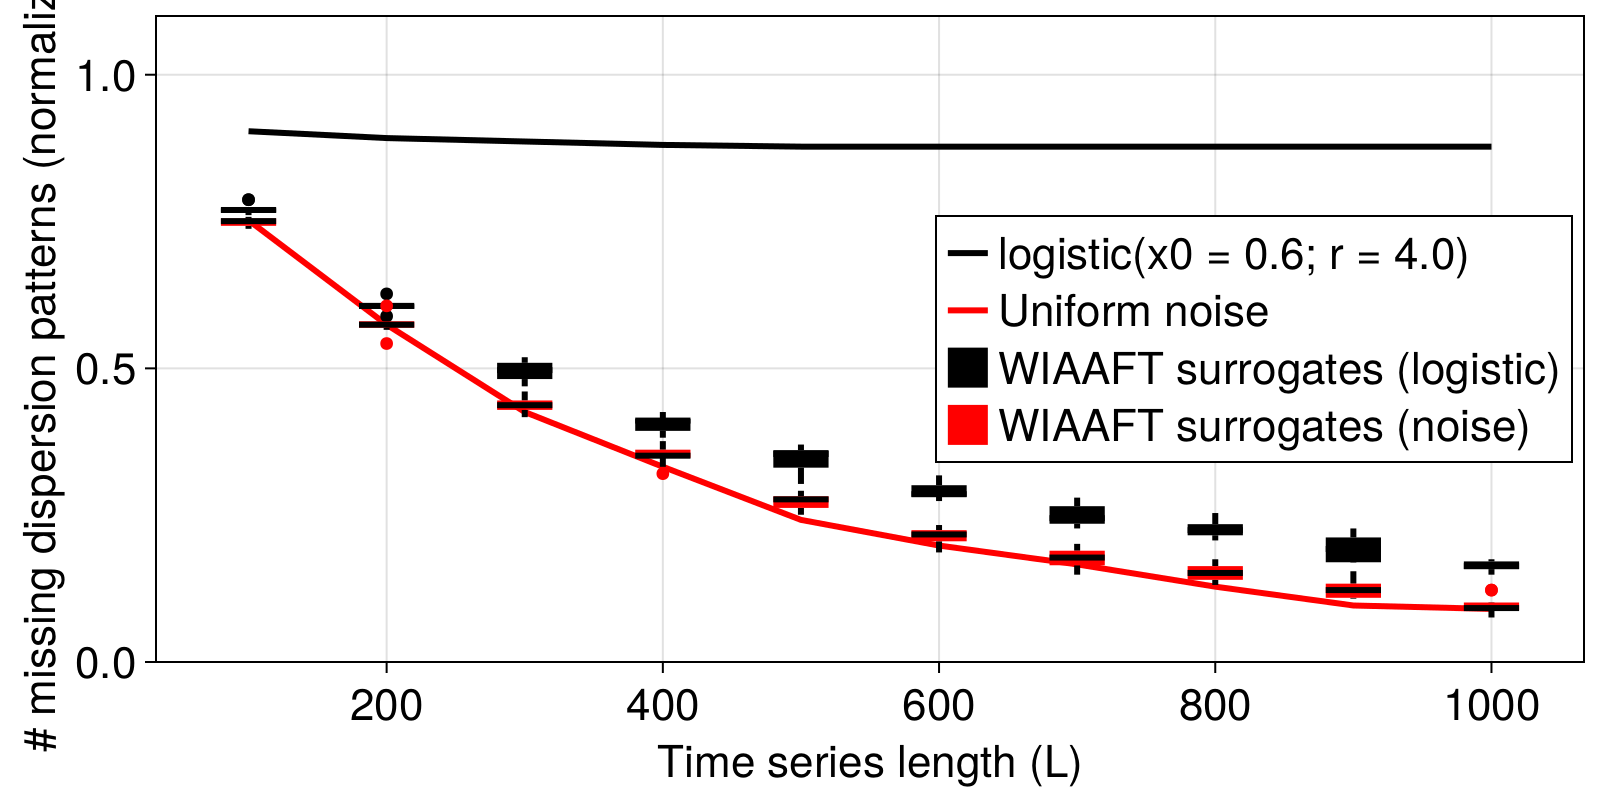 # missing dispersion patterns (normaliz
1.0
0.5
0.0
logistic(x0 = 0.6; r = 4.0)
Uniform noise
WIAAFT surrogates (logistic)
WIAAFT surrogates (noise)
200
400
600
800
1000
Time series length (L)